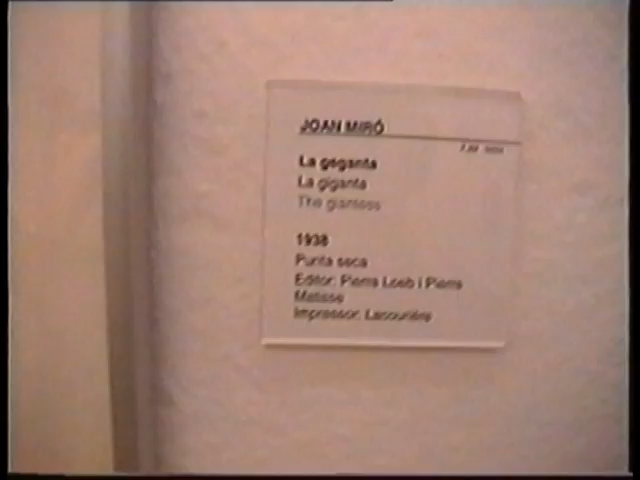 JOAN MIRÓ
La geganta
La giganta
The giantess
1938
Punta seca
Editor: Pierre Loeb i Pierre
Matisse
Impressor: Lacourière